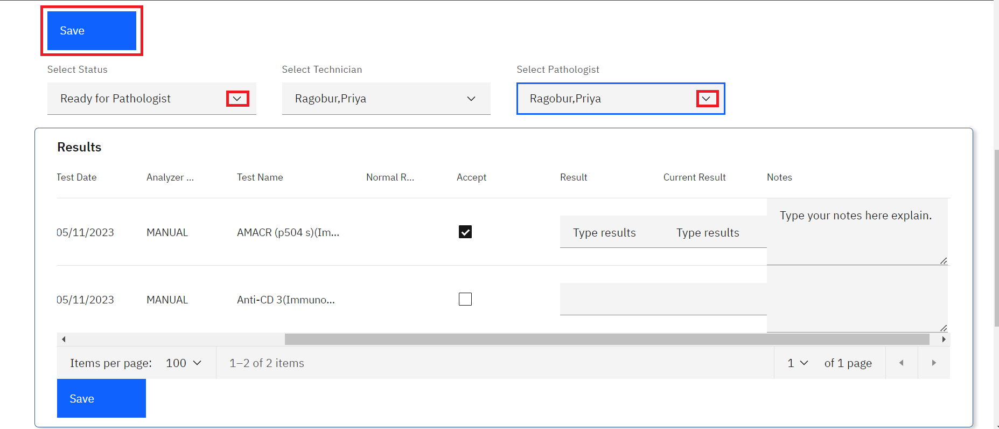 Save
Select Status Select Technician Select Pathologist
Ready for Pathologist Ragobur,Priya Ragobur,Priya
Results
Test Date Analyzer ... Test Name Normal R... Accept Result Current Result Notes
Type your notes here explain.
05/11/2023 MANUAL AMACR (p504 s)(Im... Type results Type results
05/11/2023 MANUAL Anti-CD 3(Immuno...
Items per page: 100 1–2 of 2 items 1 of 1 page
Save